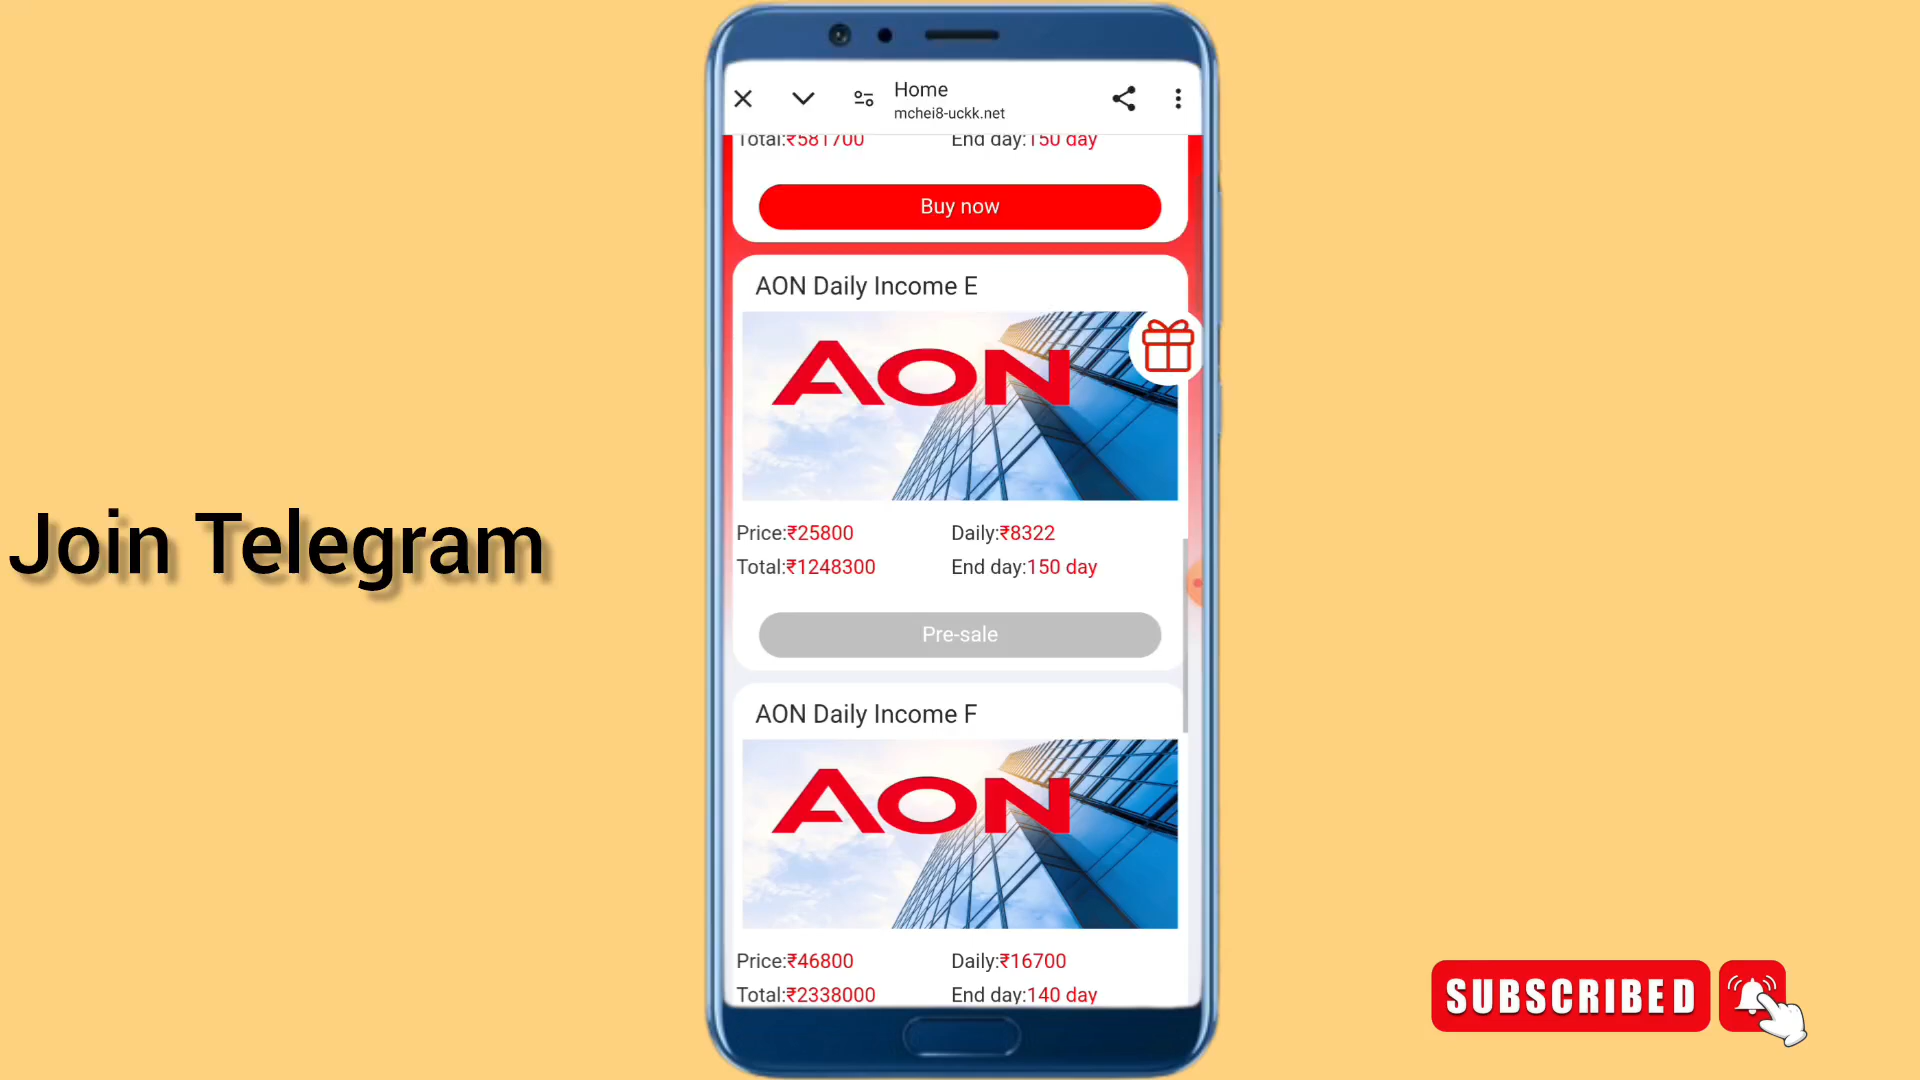 Home
mchei8-uckk.net
Total:₹581700 End day:150 day
Buy now
AON Daily Income E
AON
Price:₹25800 Daily:₹8322
Total:₹1248300 End day:150 day
Pre-sale
AON Daily Income F
AON
Price:₹46800 Daily:₹16700
Total:₹2338000 End day:140 day
Join Telegram
SUBSCRIBED